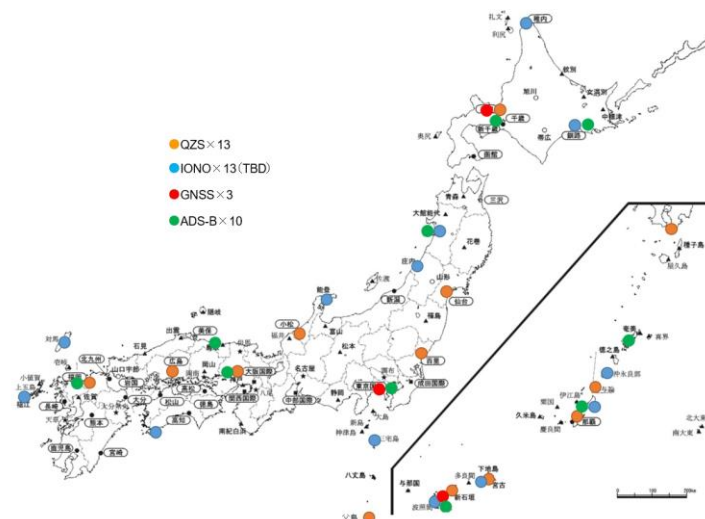 礼文
利尻
稚内
紋別
旭川
女満別
中標津
千歳
新千歳
釧路
帯広
奥尻
函館
QZS×13
IONO×13(TBD)
GNSS×3
ADS-B×10
青森
三沢
大館能代
花巻
庄内
山形
佐渡
新潟
仙台
福島
能登
小松
富山
福井
松本
百里
種子島
屋久島
隠岐
出雲
美保
石見
対馬
壱岐
北九州
山口宇部
広島
岡山
大阪国際
名古屋
調布
東京国際
成田国際
静岡
中部国際
関西国際
小値賀
上五島
福江
福岡
佐賀
長崎
大分
松山
高松
徳島
高知
熊本
天草
鹿児島
宮崎
南紀白浜
大島
新島
神津島
三宅島
八丈島
父島
奄美
喜界
徳之島
沖永良部
与論
粟国
伊江島
久米島
慶良間
那覇
北大東
南大東
下地島
多良間
宮古
与那国
新石垣
波照間